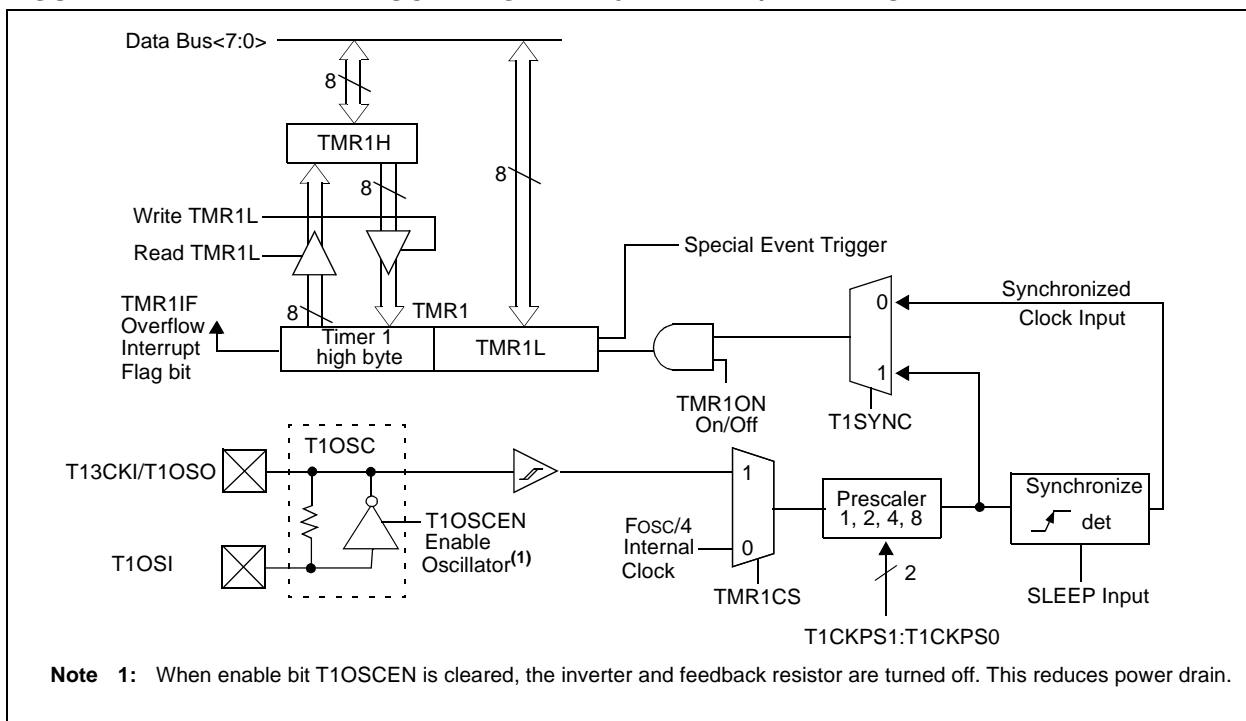 Data Bus<7:0>
8
TMR1H
8
8
Write TMR1L
Read TMR1L
Special Event Trigger
TMR1IF
Overflow
Interrupt
Flag bit
8
TMR1
Timer 1
high byte
TMR1L
0
1
Synchronized
Clock Input
TMR1ON
On/Off
T1SYNC
T1OSC
T13CKI/T1OSO
T1OSI
T1OSCEN
Enable
Oscillator(1)
1
FOSC/4
Internal
Clock
0
TMR1CS
Prescaler
1, 2, 4, 8
2
T1CKPS1:T1CKPS0
Synchronize
det
SLEEP Input
Note 1: When enable bit T1OSCEN is cleared, the inverter and feedback resistor are turned off. This reduces power drain.